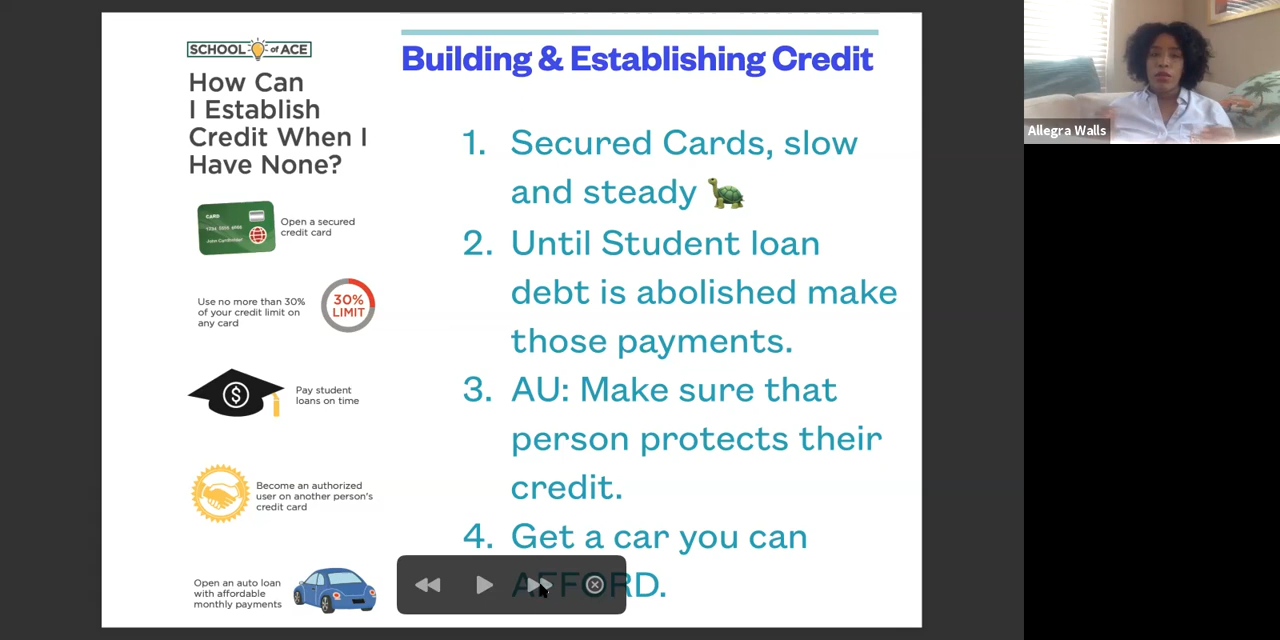 SCHOOL of ACE
How Can
I Establish
Credit When I
Have None?
CARD
John Cardholder
Open a secured
credit card
Use no more than 30%
of your credit limit on
any card
30%
LIMIT
$
Pay student
loans on time
Become an authorized
user on another person's
credit card
Open an auto loan
with affordable
monthly payments
Building & Establishing Credit
1. Secured Cards, slow
and steady
2. Until Student loan
debt is abolished make
those payments.
3. AU: Make sure that
person protects their
credit.
4. Get a car you can
AFFORD.
Allegra Walls